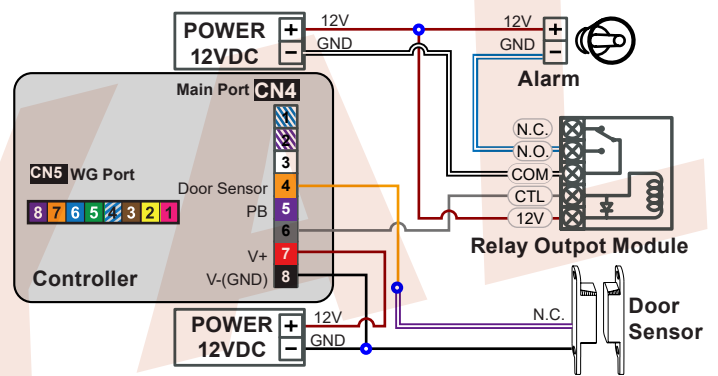 POWER 12VDC
+
−
12V
GND
12V
GND
+
−
Alarm
Main Port CN4
1
2
3
4
5
6
7
8
CN5 WG Port
8 7 6 5 4 3 2 1
Door Sensor
PB
V+
V-(GND)
Controller
N.C.
N.O.
COM
CTL
12V
Relay Outpot Module
POWER 12VDC
+
−
12V
GND
N.C.
Door
Sensor